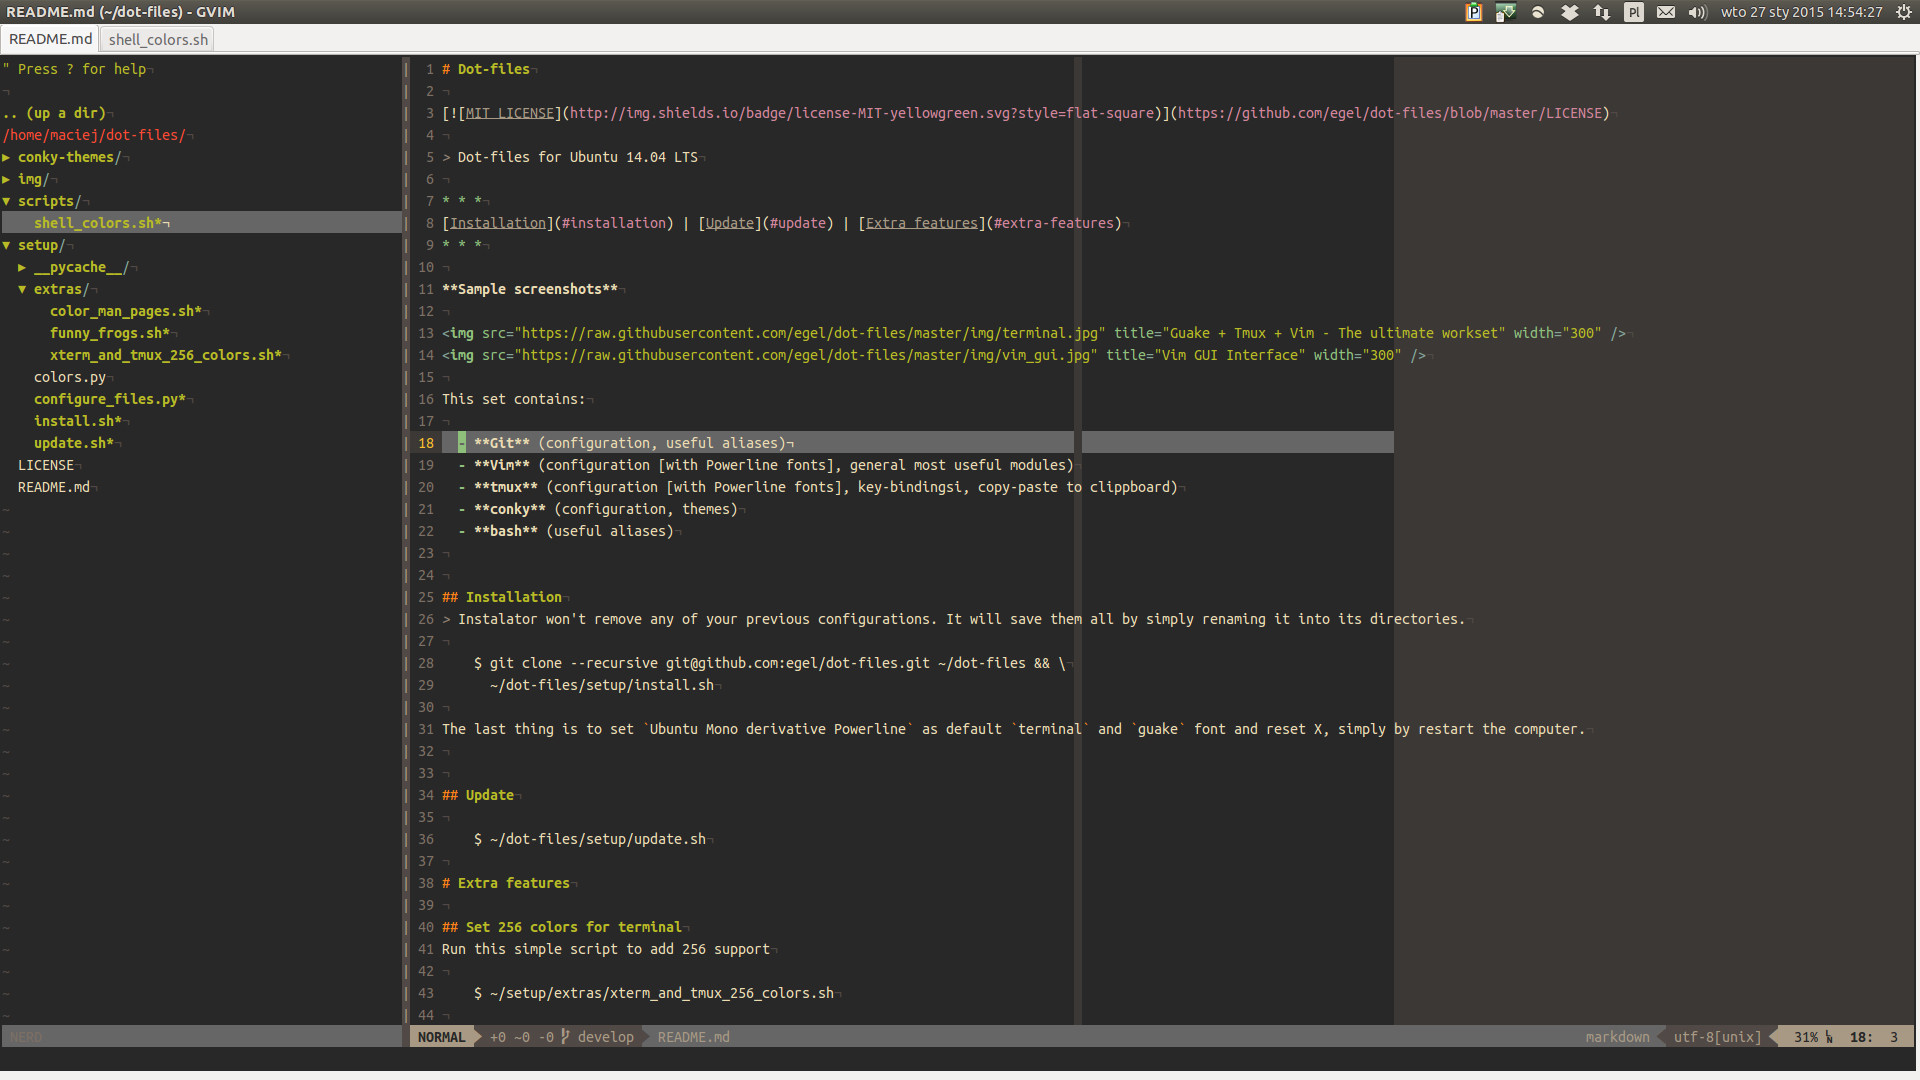 README.md (~/dot-files) - GVIM
Pl
wto 27 sty 2015 14:54:27
README.md
shell_colors.sh
" Press ? for help¬
¬
.. (up a dir)¬
/home/maciej/dot-files/¬
▶ conky-themes/¬
▶ img/¬
▼ scripts/¬
shell_colors.sh*¬
▼ setup/¬
▶ __pycache__/¬
▼ extras/¬
color_man_pages.sh*¬
funny_frogs.sh*¬
xterm_and_tmux_256_colors.sh*¬
colors.py¬
configure_files.py*¬
install.sh*¬
update.sh*¬
LICENSE¬
README.md¬
NERD
1 # Dot-files¬
2 ¬
3 [![MIT LICENSE](http://img.shields.io/badge/license-MIT-yellowgreen.svg?style=flat-square)](https://github.com/egel/dot-files/blob/master/LICENSE)¬
4 ¬
5 > Dot-files for Ubuntu 14.04 LTS¬
6 ¬
7 * * *¬
8 [Installation](#installation) | [Update](#update) | [Extra features](#extra-features)¬
9 * * *¬
10 ¬
11 **Sample screenshots**¬
12 ¬
13 <img src="https://raw.githubusercontent.com/egel/dot-files/master/img/terminal.jpg" title="Guake + Tmux + Vim - The ultimate workset" width="300" />¬
14 <img src="https://raw.githubusercontent.com/egel/dot-files/master/img/vim_gui.jpg" title="Vim GUI Interface" width="300" />¬
15 ¬
16 This set contains:¬
17 ¬
18 - **Git** (configuration, useful aliases)¬
19 - **Vim** (configuration [with Powerline fonts], general most useful modules)¬
20 - **tmux** (configuration [with Powerline fonts], key-bindingsi, copy-paste to clippboard)¬
21 - **conky** (configuration, themes)¬
22 - **bash** (useful aliases)¬
23 ¬
24 ¬
25 ## Installation¬
26 > Instalator won't remove any of your previous configurations. It will save them all by simply renaming it into its directories.¬
27 ¬
28 $ git clone --recursive git@github.com:egel/dot-files.git ~/dot-files && \¬
29 ~/dot-files/setup/install.sh¬
30 ¬
31 The last thing is to set `Ubuntu Mono derivative Powerline` as default `terminal` and `guake` font and reset X, simply by restart the computer.¬
32 ¬
33 ¬
34 ## Update¬
35 ¬
36 $ ~/dot-files/setup/update.sh¬
37 ¬
38 # Extra features¬
39 ¬
40 ## Set 256 colors for terminal¬
41 Run this simple script to add 256 support¬
42 ¬
43 $ ~/setup/extras/xterm_and_tmux_256_colors.sh¬
44 ¬
NORMAL +0 ~0 -0 develop README.md markdown utf-8[unix] 31% 18: 3